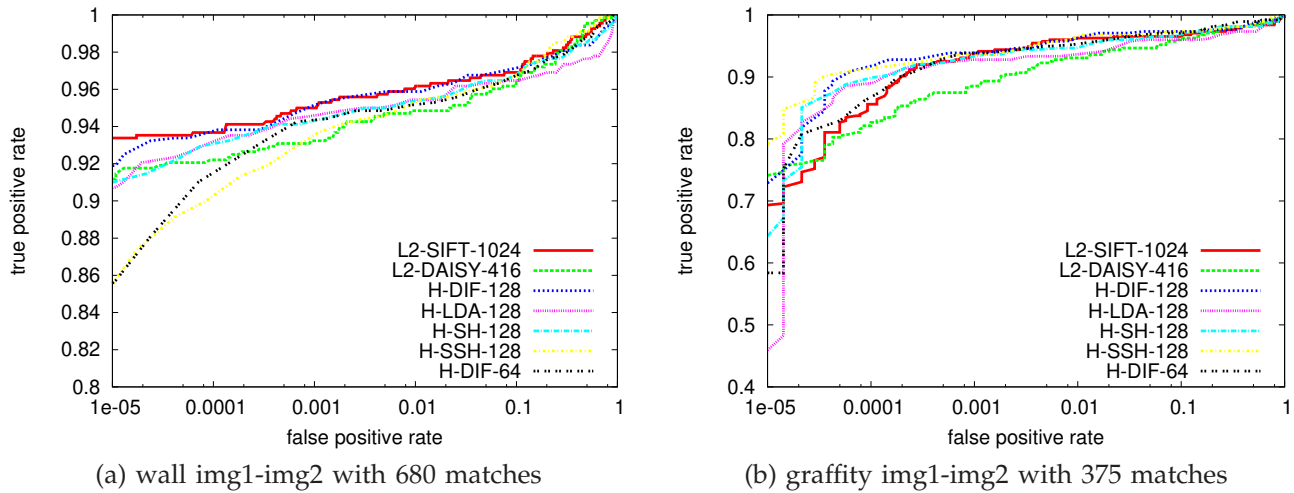 1
0.98
0.96
0.94
0.92
0.9
0.88
0.86
0.84
0.82
0.8
true positive rate
L2-SIFT-1024
L2-DAISY-416
H-DIF-128
H-LDA-128
H-SH-128
H-SSH-128
H-DIF-64
1e-05 0.0001 0.001 0.01 0.1 1
false positive rate
(a) wall img1-img2 with 680 matches
1
0.9
0.8
0.7
0.6
0.5
0.4
true positive rate
L2-SIFT-1024
L2-DAISY-416
H-DIF-128
H-LDA-128
H-SH-128
H-SSH-128
H-DIF-64
1e-05 0.0001 0.001 0.01 0.1 1
false positive rate
(b) graffity img1-img2 with 375 matches